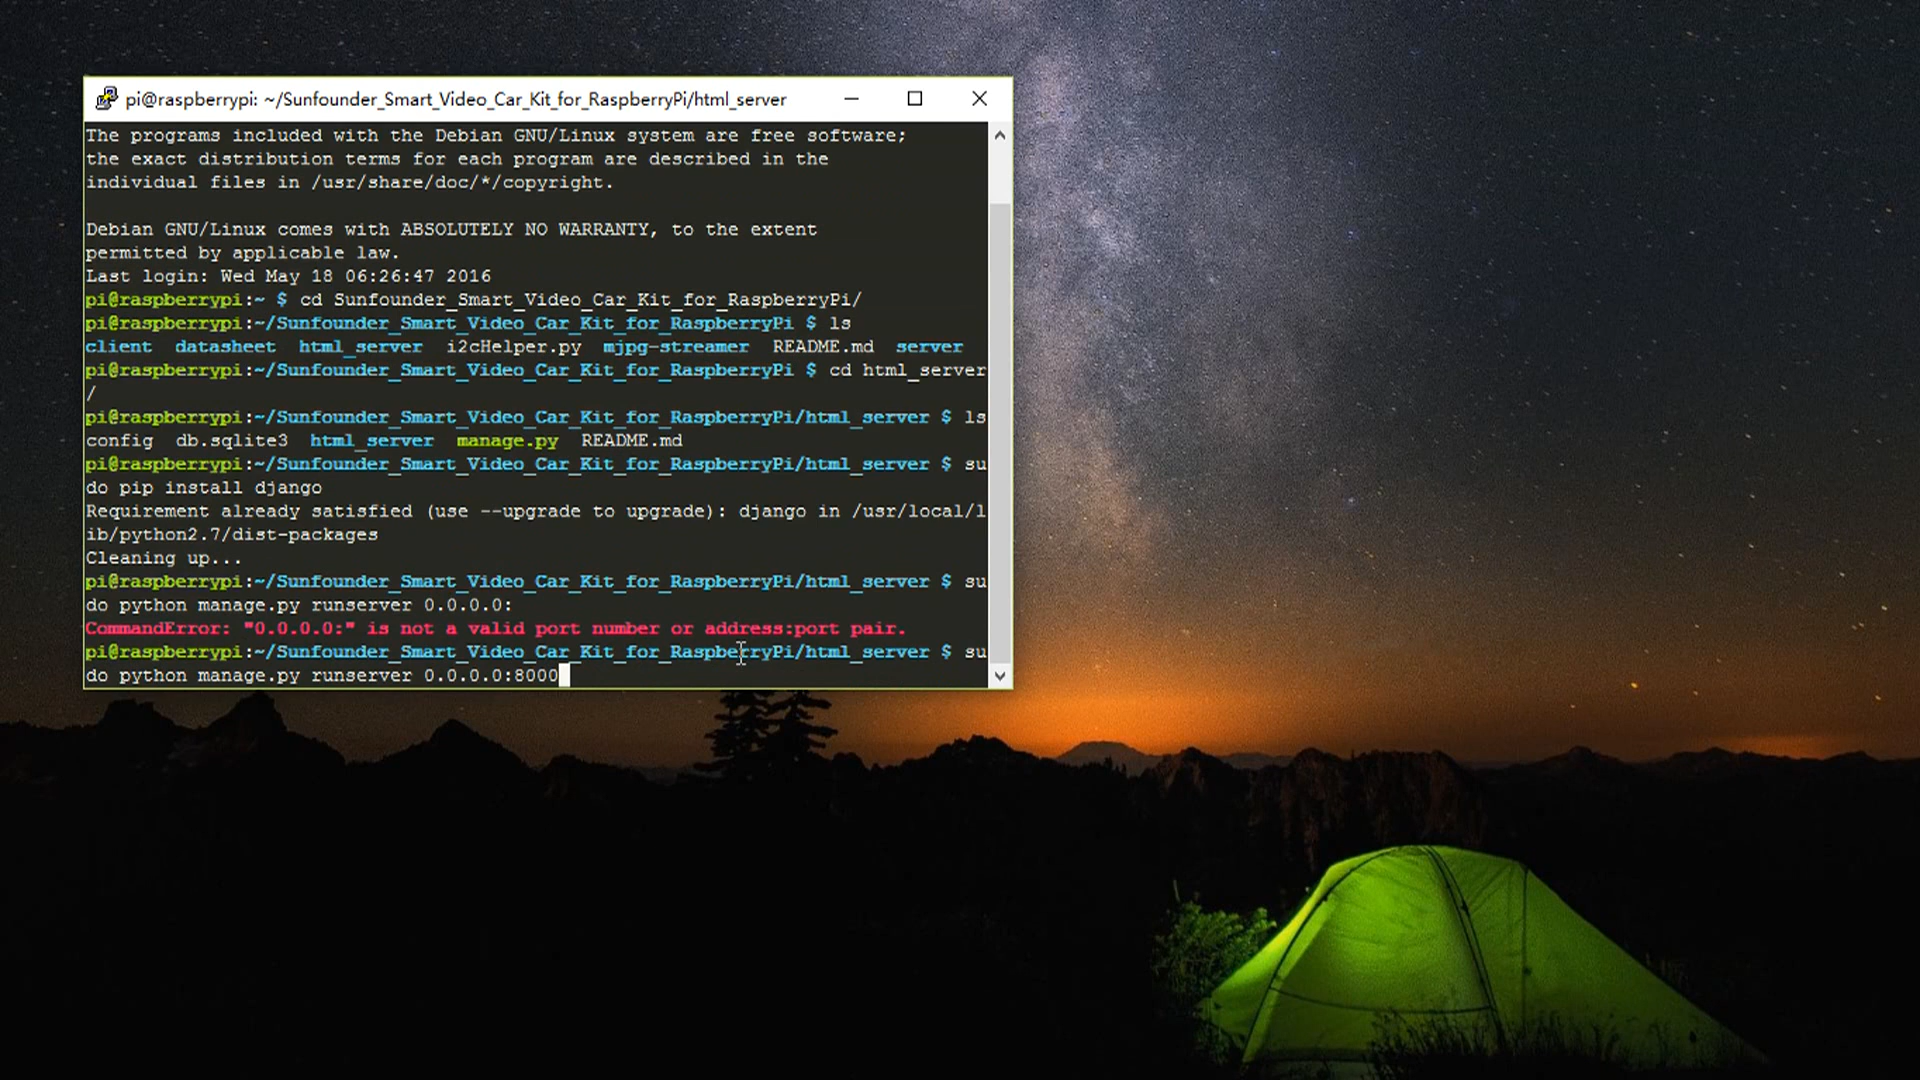 pi@raspberrypi: ~/Sunfounder_Smart_Video_Car_Kit_for_RaspberryPi/html_server
The programs included with the Debian GNU/Linux system are free software;
the exact distribution terms for each program are described in the
individual files in /usr/share/doc/*/copyright.
Debian GNU/Linux comes with ABSOLUTELY NO WARRANTY, to the extent
permitted by applicable law.
Last login: Wed May 18 06:26:47 2016
pi@raspberrypi:~ $ cd Sunfounder_Smart_Video_Car_Kit_for_RaspberryPi/
pi@raspberrypi:~/Sunfounder_Smart_Video_Car_Kit_for_RaspberryPi $ ls
client  datasheet  html_server  i2cHelper.py  mjpg-streamer  README.md  server
pi@raspberrypi:~/Sunfounder_Smart_Video_Car_Kit_for_RaspberryPi $ cd html_server
/
pi@raspberrypi:~/Sunfounder_Smart_Video_Car_Kit_for_RaspberryPi/html_server $ ls
config  db.sqlite3  html_server  manage.py  README.md
pi@raspberrypi:~/Sunfounder_Smart_Video_Car_Kit_for_RaspberryPi/html_server $ su
do pip install django
Requirement already satisfied (use --upgrade to upgrade): django in /usr/local/l
ib/python2.7/dist-packages
Cleaning up...
pi@raspberrypi:~/Sunfounder_Smart_Video_Car_Kit_for_RaspberryPi/html_server $ su
do python manage.py runserver 0.0.0.0:
CommandError: "0.0.0.0:" is not a valid port number or address:port pair.
pi@raspberrypi:~/Sunfounder_Smart_Video_Car_Kit_for_RaspberryPi/html_server $ su
do python manage.py runserver 0.0.0.0:8000